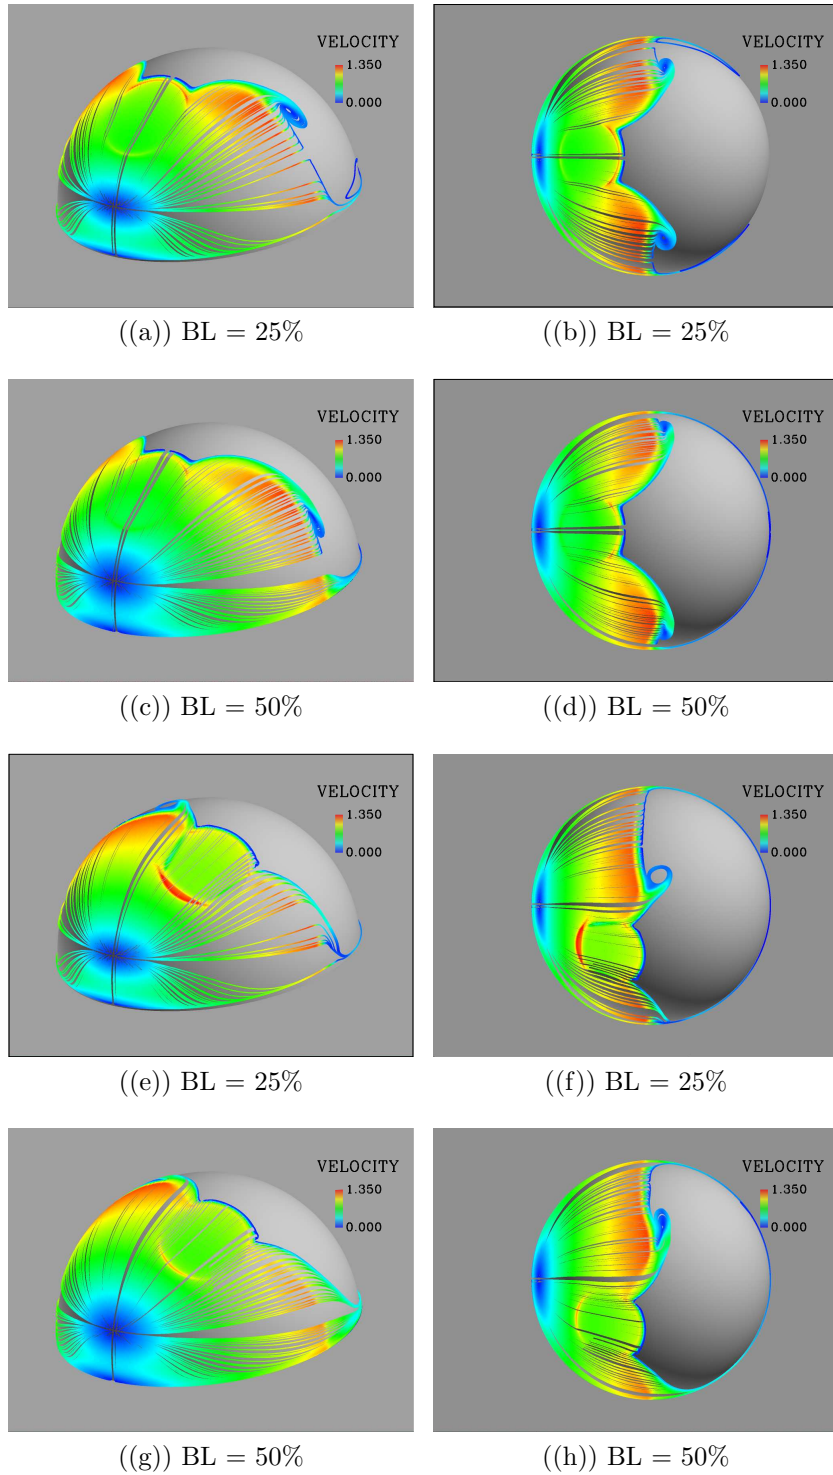 VELOCITY
1.350
0.000
VELOCITY
1.350
0.000
((a)) BL = 25%
((b)) BL = 25%
VELOCITY
1.350
0.000
VELOCITY
1.350
0.000
((c)) BL = 50%
((d)) BL = 50%
VELOCITY
1.350
0.000
VELOCITY
1.350
0.000
((e)) BL = 25%
((f)) BL = 25%
VELOCITY
1.350
0.000
VELOCITY
1.350
0.000
((g)) BL = 50%
((h)) BL = 50%